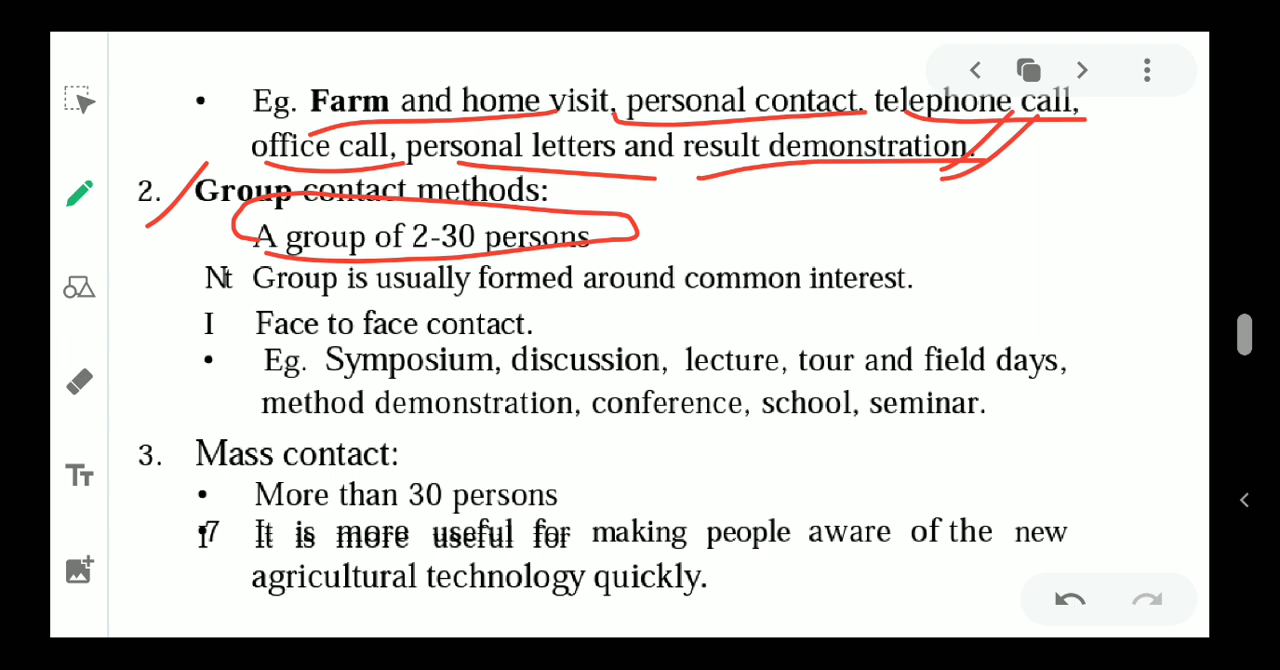 • Eg. Farm and home visit, personal contact. telephone call,
office call, personal letters and result demonstration.
2. Group contact methods:
A group of 2-30 persons
Group is usually formed around common interest.
I Face to face contact.
• Eg. Symposium, discussion, lecture, tour and field days,
method demonstration, conference, school, seminar.
3. Mass contact:
• More than 30 persons
It is more useful for making people aware of the new
agricultural technology quickly.
Tт